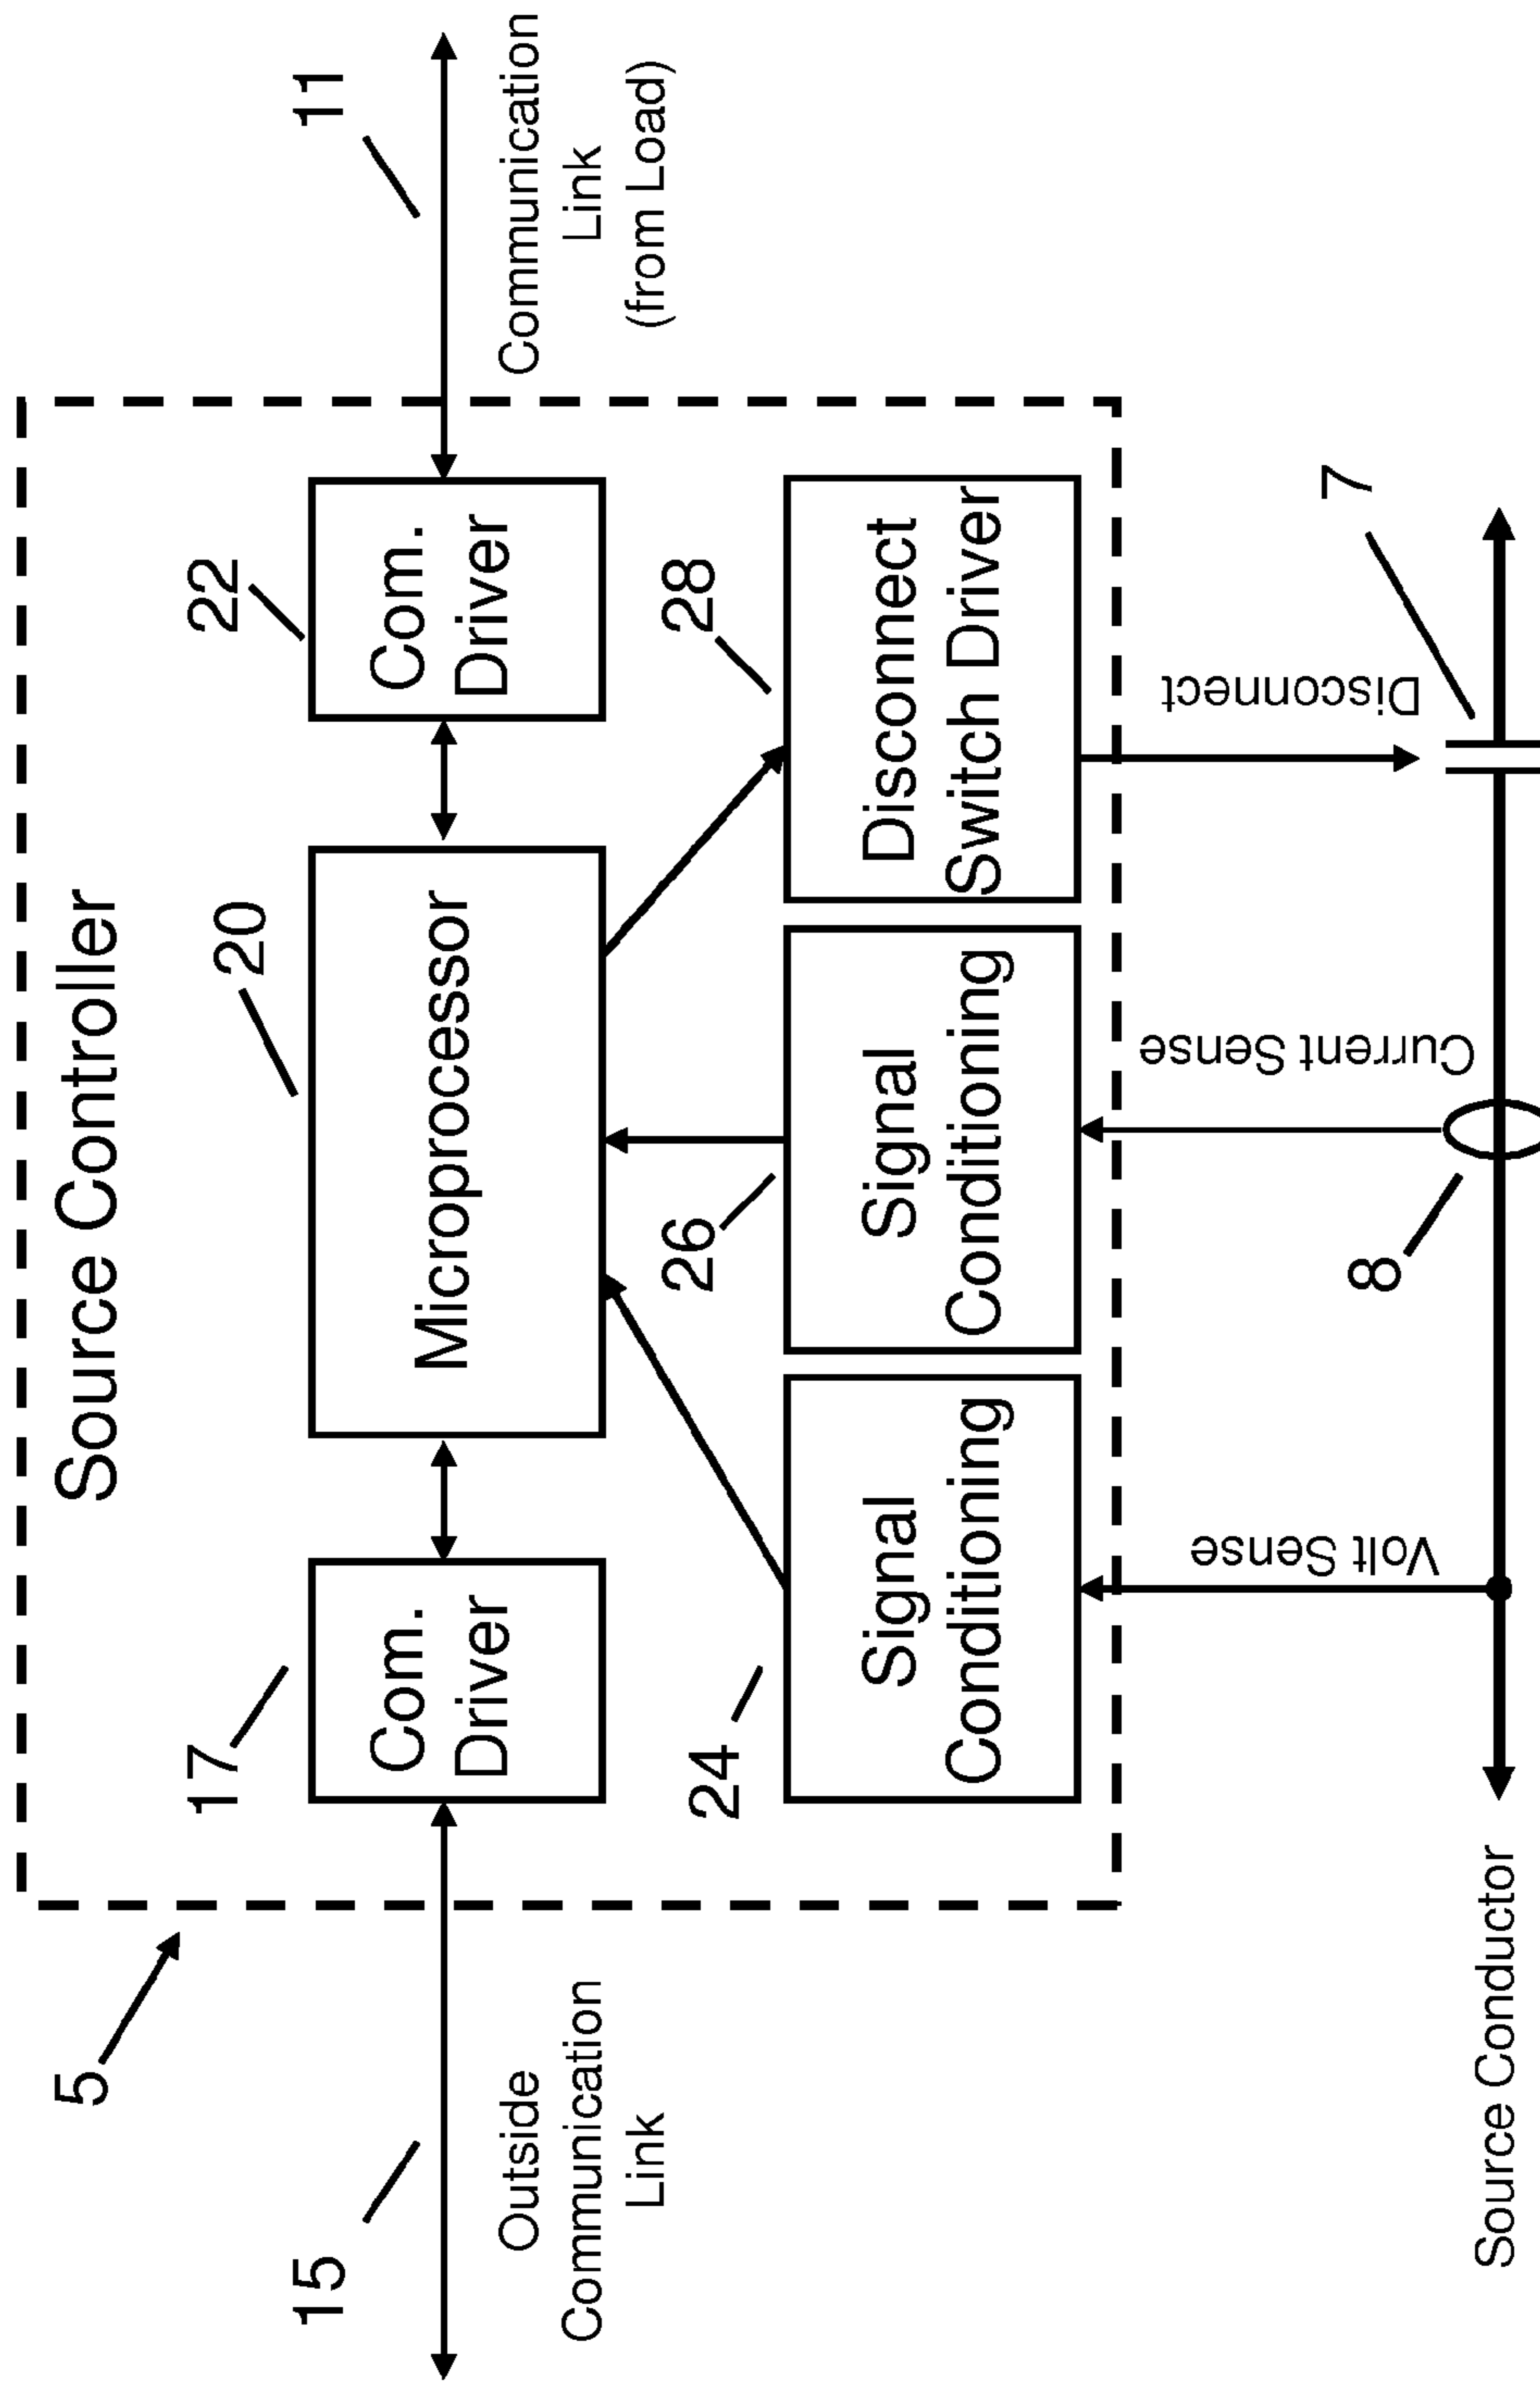 Source Controller
5
17
20
22
15
11
Com.
Driver
Microprocessor
Com.
Driver
Outside
Communication
Link
Communication
Link
(from Load)
24
26
28
Signal
Conditioning
Signal
Conditioning
Disconnect
Switch Driver
Volt Sense
Current Sense
Disconnect
8
7
Source Conductor